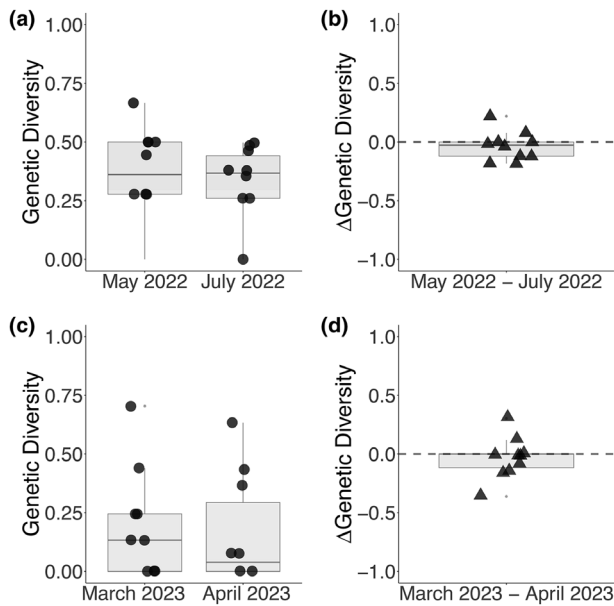 (a)
Genetic Diversity
1.00
0.75
0.50
0.25
0.00
May 2022 July 2022
(b)
ΔGenetic Diversity
1.0
0.5
0.0
−0.5
−1.0
May 2022 − July 2022
(c)
Genetic Diversity
1.00
0.75
0.50
0.25
0.00
March 2023 April 2023
(d)
ΔGenetic Diversity
1.0
0.5
0.0
−0.5
−1.0
March 2023 − April 2023